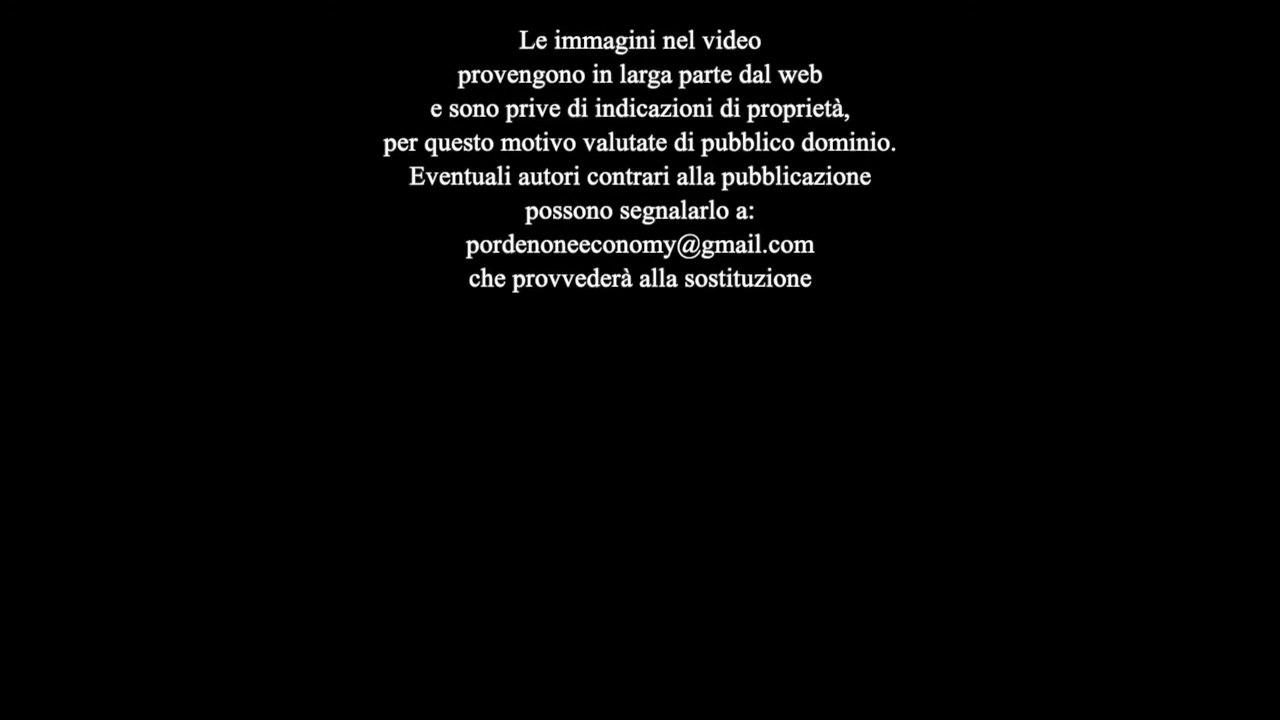 Le immagini nel video
provengono in larga parte dal web
e sono prive di indicazioni di proprietà,
per questo motivo valutate di pubblico dominio.
Eventuali autori contrari alla pubblicazione
possono segnalarlo a:
pordenoneeconomy@gmail.com
che provvederà alla sostituzione